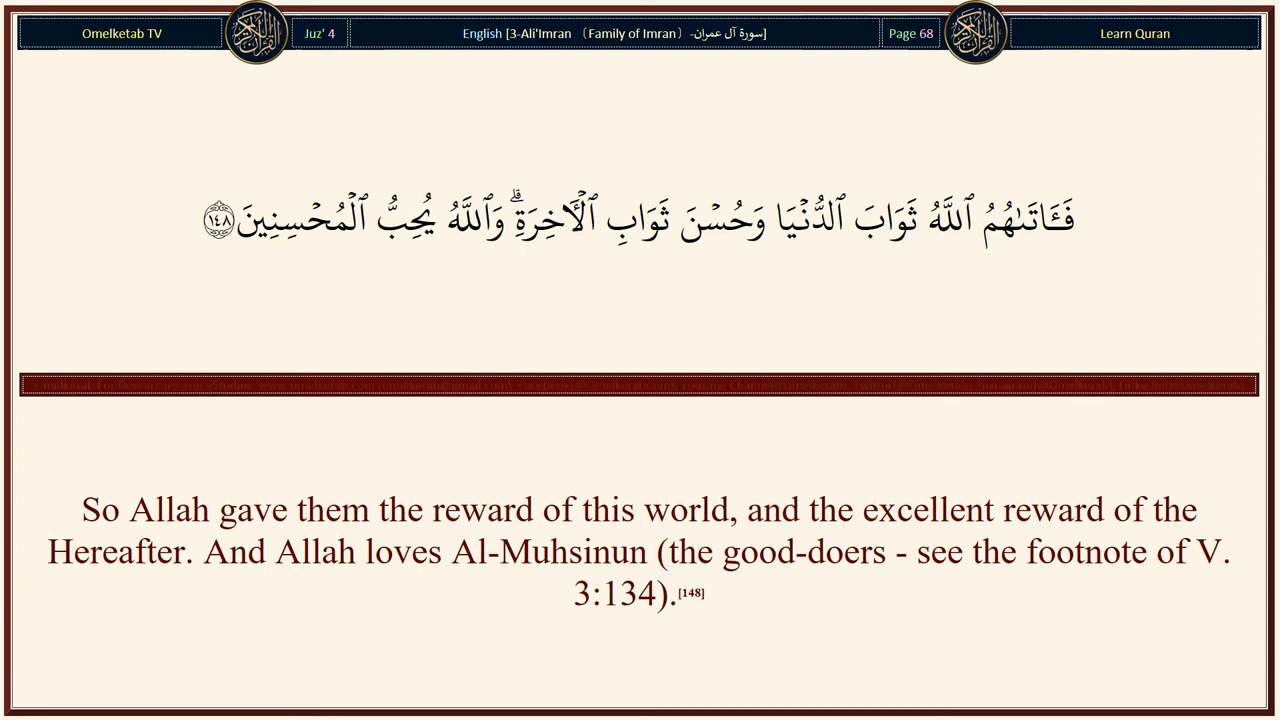 Omelketab TV
Juz' 4
English [3-Ali'Imran （Family of Imran）-سورة آل عمران]
Page 68
Learn Quran
فَـَٔاتَىٰهُمُ ٱللَّهُ ثَوَابَ ٱلدُّنۡيَا وَحُسۡنَ ثَوَابِ ٱلۡأٓخِرَةِۗ وَٱللَّهُ يُحِبُّ ٱلۡمُحۡسِنِينَ ١٤٨
So Allah gave them the reward of this world, and the excellent reward of the
Hereafter. And Allah loves Al-Muhsinun (the good-doers - see the footnote of V.
3:134).[148]